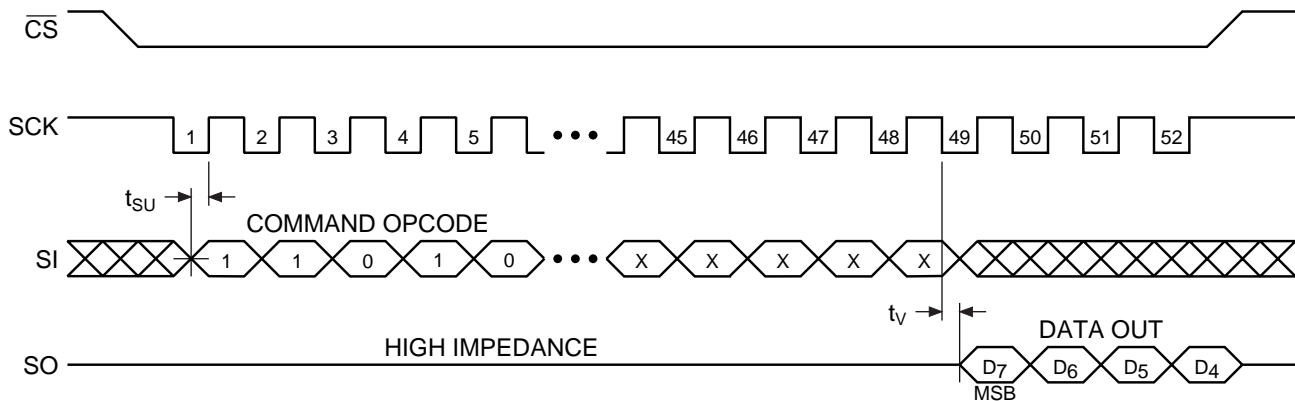 CS
SCK 1 2 3 4 5 ••• 45 46 47 48 49 50 51 52
tSU
COMMAND OPCODE
SI 1 1 0 1 0 ••• X X X X X
tV
DATA OUT
HIGH IMPEDANCE
SO D7 D6 D5 D4
MSB